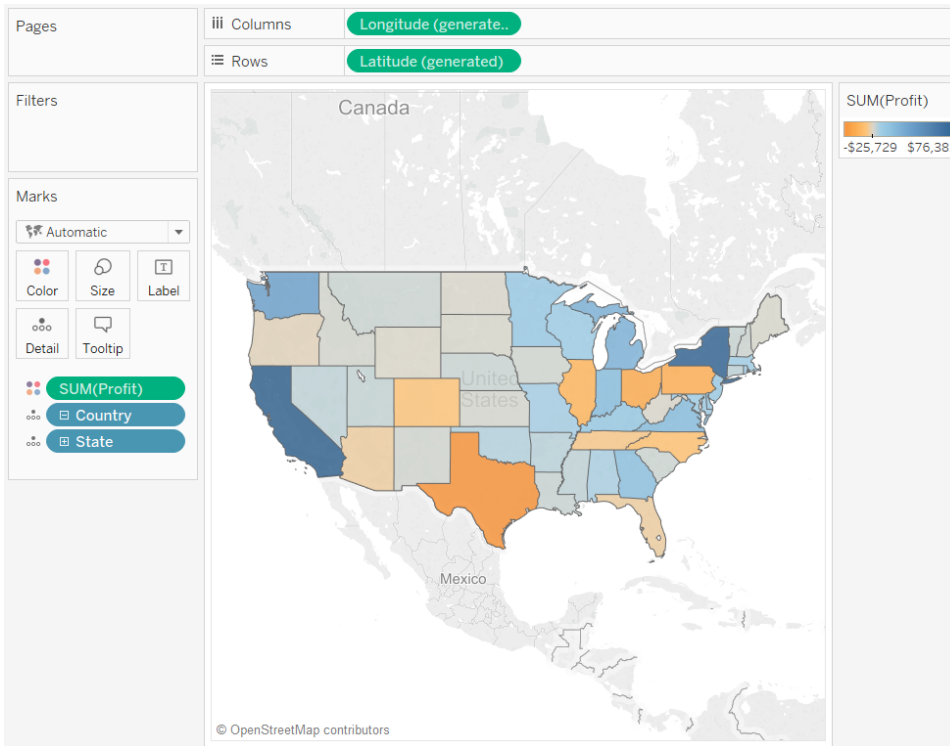 Pages
iii Columns
Longitude (generate..
Rows
Latitude (generated)
Filters
SUM(Profit)
-$25,729 $76,38
Marks
Automatic
Color
Size
T
Label
Detail
Tooltip
SUM(Profit)
Country
State
Canada
United
States
Mexico
© OpenStreetMap contributors